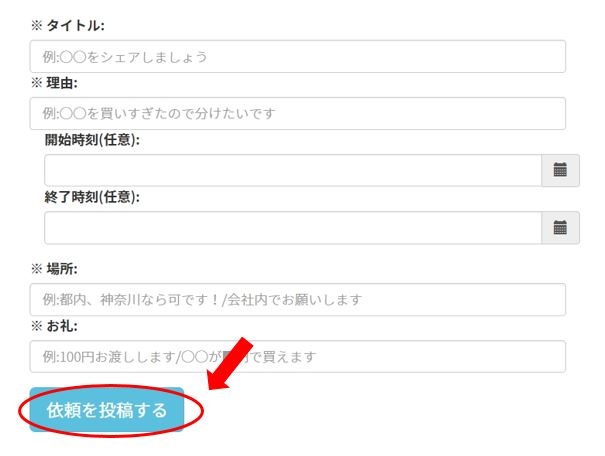 ※ タイトル:
例:〇〇をシェアしましょう
※ 理由:
例:〇〇を買いすぎたので分けたいです
開始時刻(任意):
終了時刻(任意):
※ 場所:
例:都内、神奈川なら可です！/会社内でお願いします
※ お礼:
例:100円お渡しします/〇〇が 円で買えます
依頼を投稿する